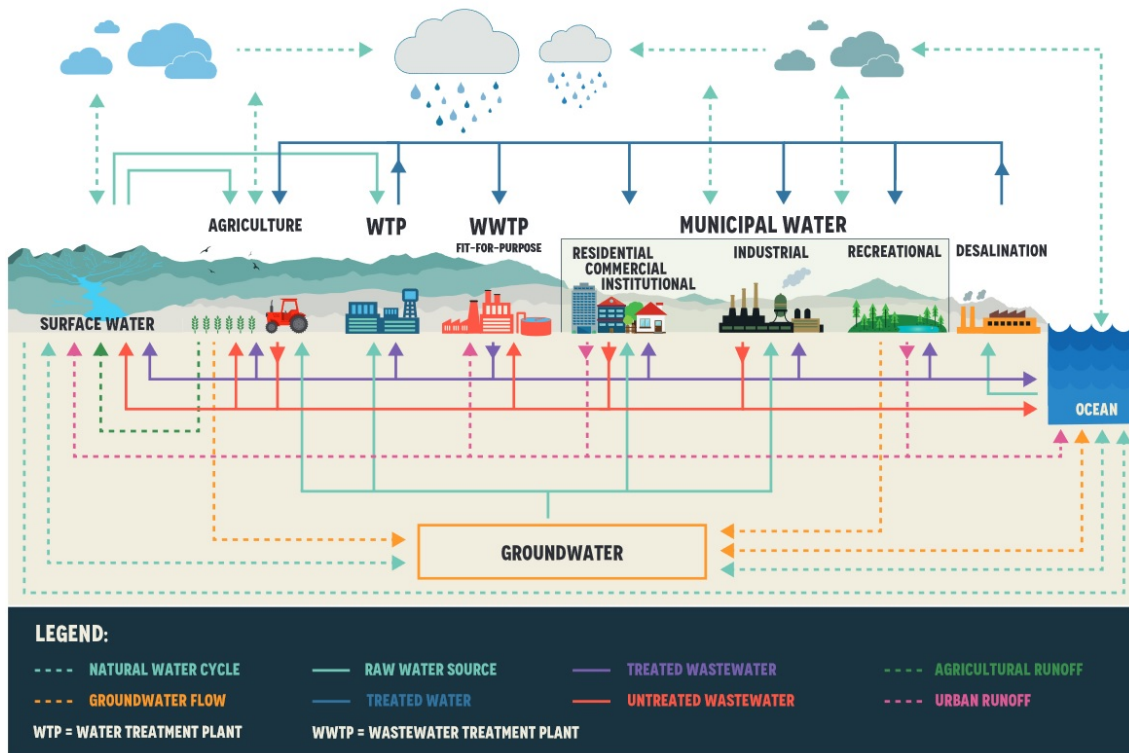 AGRICULTURE
WTP
WWTP
FIT-FOR-PURPOSE
MUNICIPAL WATER
RESIDENTIAL
COMMERCIAL
INSTITUTIONAL
INDUSTRIAL
RECREATIONAL
DESALINATION
SURFACE WATER
OCEAN
GROUNDWATER
LEGEND:
NATURAL WATER CYCLE
RAW WATER SOURCE
TREATED WASTEWATER
AGRICULTURAL RUNOFF
GROUNDWATER FLOW
TREATED WATER
UNTREATED WASTEWATER
URBAN RUNOFF
WTP = WATER TREATMENT PLANT
WWTP = WASTEWATER TREATMENT PLANT